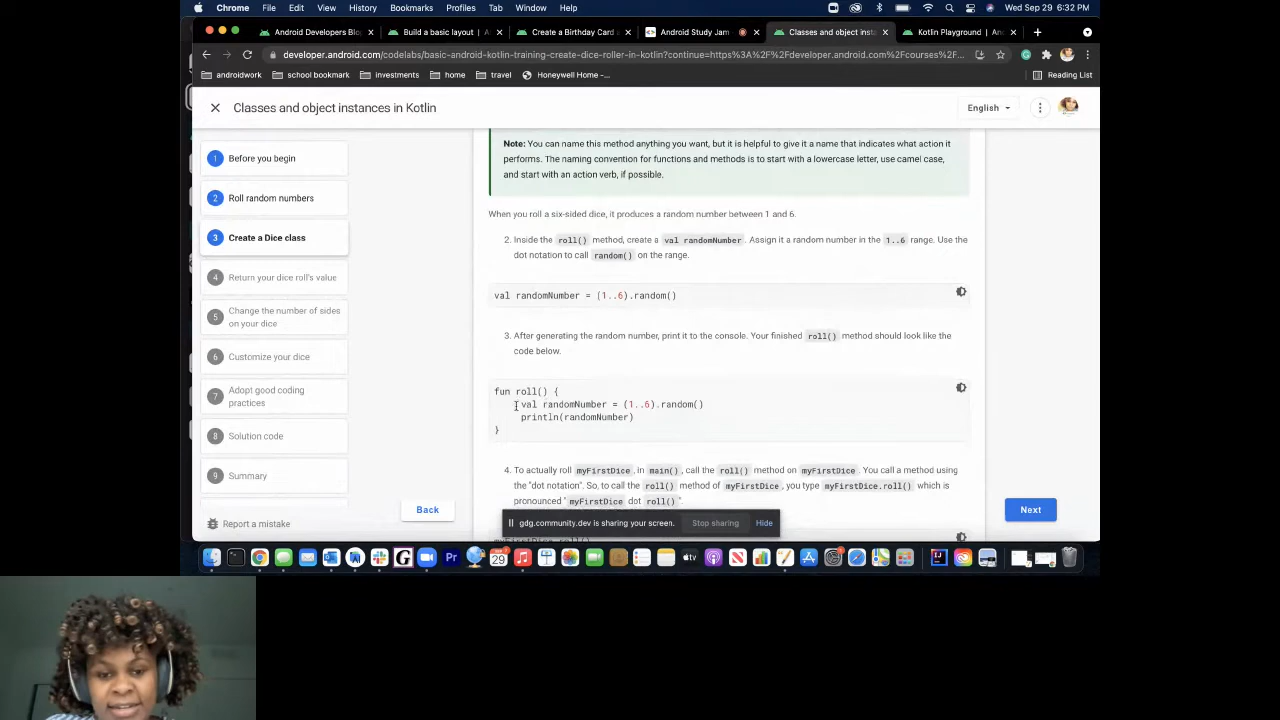 Chrome File Edit View History Bookmarks Profiles Tab Window Help Wed Sep 29 6:32 PM
Android Developers Blog Build a basic layout | A Create a Birthday Card a Android Study Jam Classes and object insta Kotlin Playground | And
developer.android.com/codelabs/basic-android-kotlin-training-create-dice-roller-in-kotlin?continue=https%3A%2F%2Fdeveloper.android.com%2Fcourses%2...
androidwork school bookmark investments home travel Honeywell Home -... Reading List
Classes and object instances in Kotlin English
1 Before you begin
2 Roll random numbers
3 Create a Dice class
4 Return your dice roll's value
5 Change the number of sides
on your dice
6 Customize your dice
7 Adopt good coding
practices
8 Solution code
9 Summary
Report a mistake
Note: You can name this method anything you want, but it is helpful to give it a name that indicates what action it
performs. The naming convention for functions and methods is to start with a lowercase letter, use camel case,
and start with an action verb, if possible.
When you roll a six-sided dice, it produces a random number between 1 and 6.
2. Inside the roll() method, create a val randomNumber. Assign it a random number in the 1..6 range. Use the
dot notation to call random() on the range.
val randomNumber = (1..6).random()
3. After generating the random number, print it to the console. Your finished roll() method should look like the
code below.
fun roll() {
val randomNumber = (1..6).random()
println(randomNumber)
}
4. To actually roll myFirstDice, in main(), call the roll() method on myFirstDice. You call a method using
the "dot notation". So, to call the roll() method of myFirstDice, you type myFirstDice.roll() which is
pronounced "myFirstDice dot roll()".
Back Next
gdg.community.dev is sharing your screen. Stop sharing Hide
myFirstDice.roll()